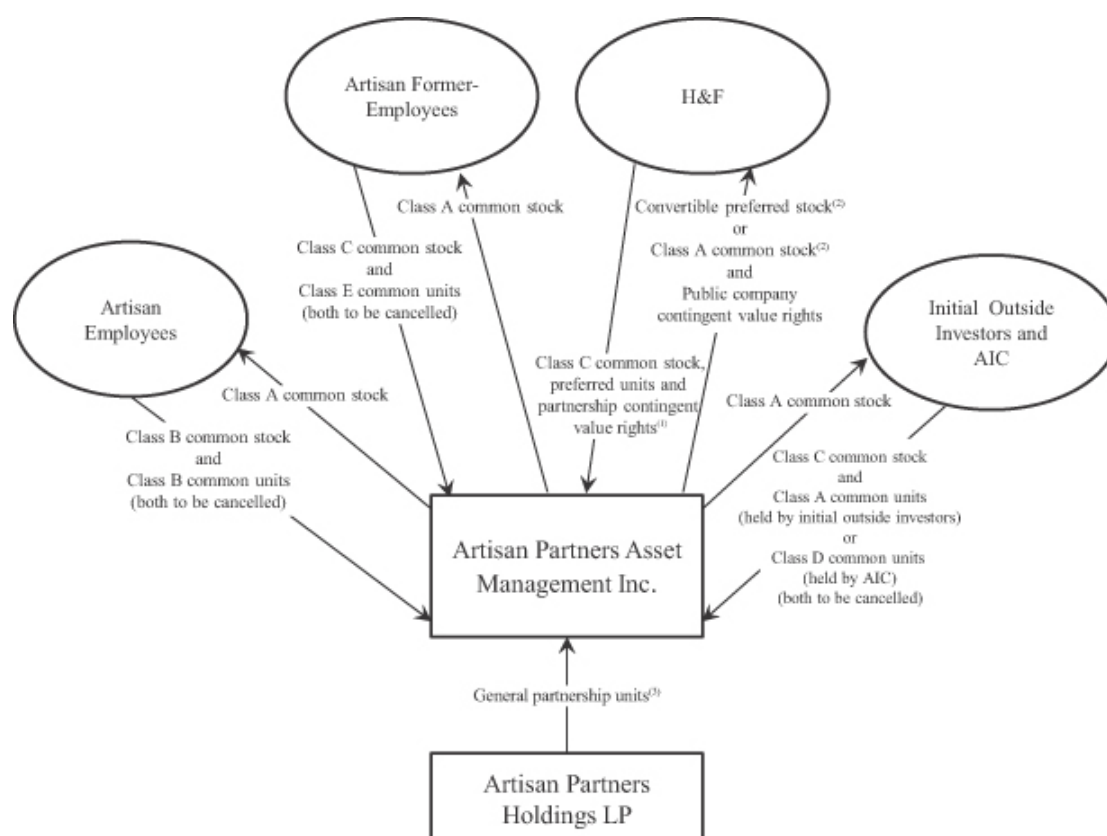 Artisan Former-
Employees
H&F
Class A common stock
Convertible preferred stock(2)
or
Class A common stock(2)
and
Public company
contingent value rights
Class C common stock
and
Class E common units
(both to be cancelled)
Artisan
Employees
Initial Outside
Investors and
AIC
Class C common stock,
preferred units and
partnership contingent
value rights(1)
Class A common stock
Class A common stock
Class B common stock
and
Class B common units
(both to be cancelled)
Class C common stock
and
Class A common units
(held by initial outside investors)
or
Class D common units
(held by AIC)
(both to be cancelled)
Artisan Partners Asset
Management Inc.
General partnership units(3)
Artisan Partners
Holdings LP